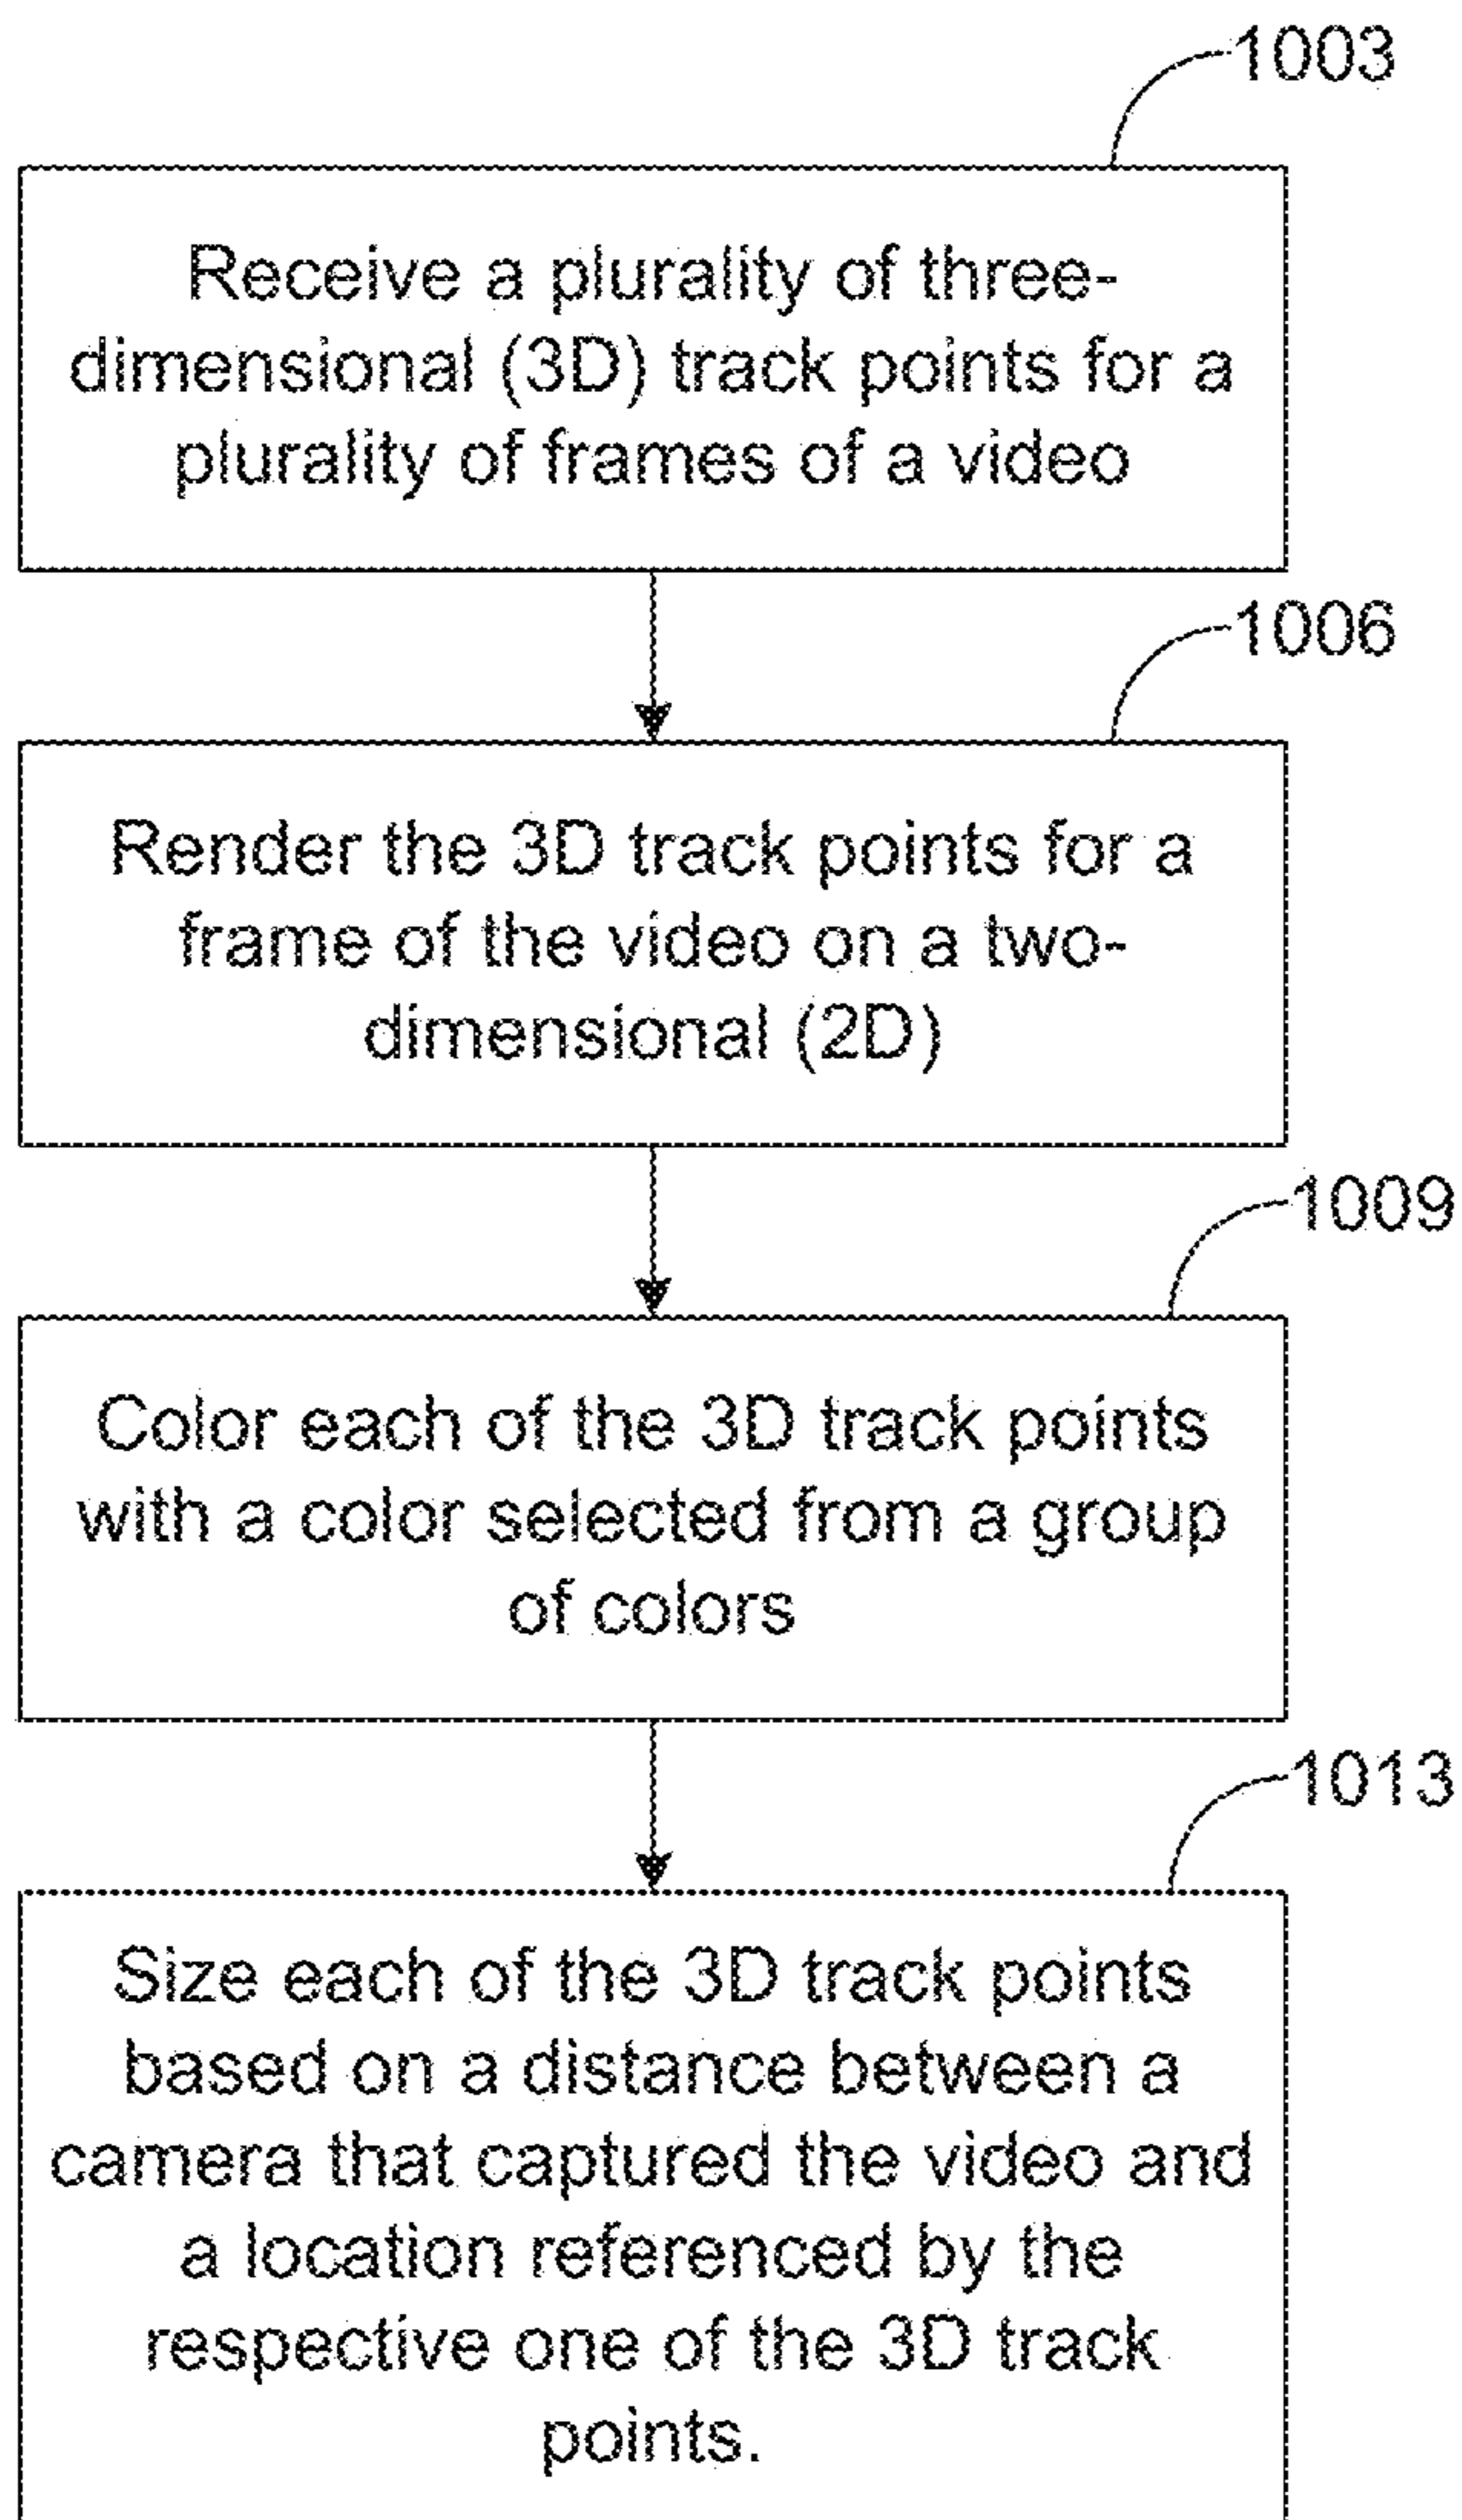 1003
Receive a plurality of three-
dimensional (3D) track points for a
plurality of frames of a video
1006
Render the 3D track points for a
frame of the video on a two-
dimensional (2D)
1009
Color each of the 3D track points
with a color selected from a group
of colors
1013
Size each of the 3D track points
based on a distance between a
camera that captured the video and
a location referenced by the
respective one of the 3D track
points.